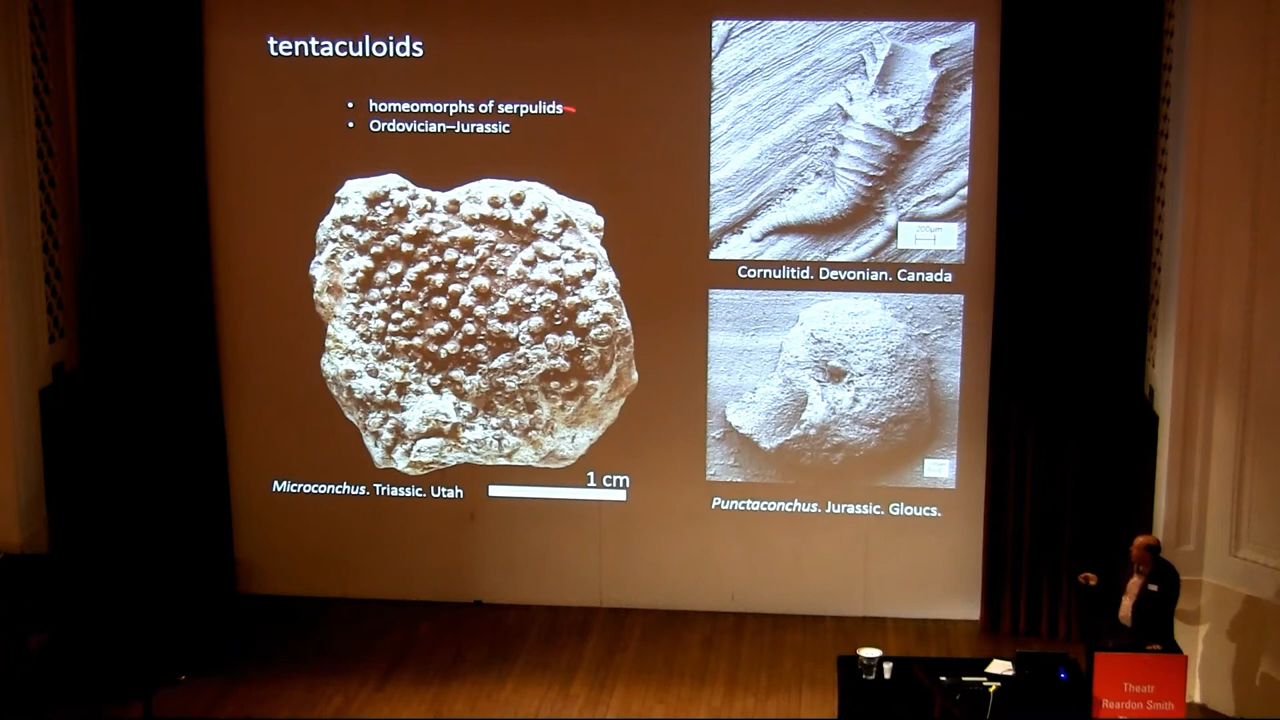 tentaculoids
• homeomorphs of serpulids
• Ordovician–Jurassic
200µm
Cornulitid. Devonian. Canada
1 cm
Microconchus. Triassic. Utah
Punctaconchus. Jurassic. Gloucs.
Theatr
Reardon Smith